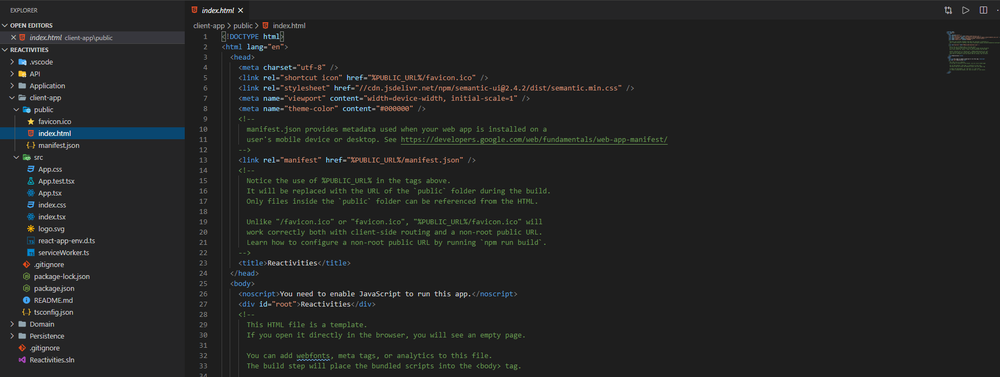 EXPLORER
OPEN EDITORS
index.html client-app\public
REACTIVITIES
.vscode
API
Application
client-app
public
favicon.ico
index.html
manifest.json
src
App.css
App.test.tsx
App.tsx
index.css
index.tsx
logo.svg
react-app-env.d.ts
serviceWorker.ts
.gitignore
package-lock.json
package.json
README.md
tsconfig.json
Domain
Persistence
.gitignore
Reactivities.sln
index.html
client-app > public > index.html
1 <!DOCTYPE html>
2 <html lang="en">
3 <head>
4 <meta charset="utf-8" />
5 <link rel="shortcut icon" href="%PUBLIC_URL%/favicon.ico" />
6 <link rel="stylesheet" href="//cdn.jsdelivr.net/npm/semantic-ui@2.4.2/dist/semantic.min.css" />
7 <meta name="viewport" content="width=device-width, initial-scale=1" />
8 <meta name="theme-color" content="#000000" />
9 <!--
10 manifest.json provides metadata used when your web app is installed on a
11 user's mobile device or desktop. See https://developers.google.com/web/fundamentals/web-app-manifest/
12 -->
13 <link rel="manifest" href="%PUBLIC_URL%/manifest.json" />
14 <!--
15 Notice the use of %PUBLIC_URL% in the tags above.
16 It will be replaced with the URL of the `public` folder during the build.
17 Only files inside the `public` folder can be referenced from the HTML.
18
19 Unlike "/favicon.ico" or "favicon.ico", "%PUBLIC_URL%/favicon.ico" will
20 work correctly both with client-side routing and a non-root public URL.
21 Learn how to configure a non-root public URL by running `npm run build`.
22 -->
23 <title>Reactivities</title>
24 </head>
25 <body>
26 <noscript>You need to enable JavaScript to run this app.</noscript>
27 <div id="root">Reactivities</div>
28 <!--
29 This HTML file is a template.
30 If you open it directly in the browser, you will see an empty page.
31
32 You can add webfonts, meta tags, or analytics to this file.
33 The build step will place the bundled scripts into the <body> tag.
34